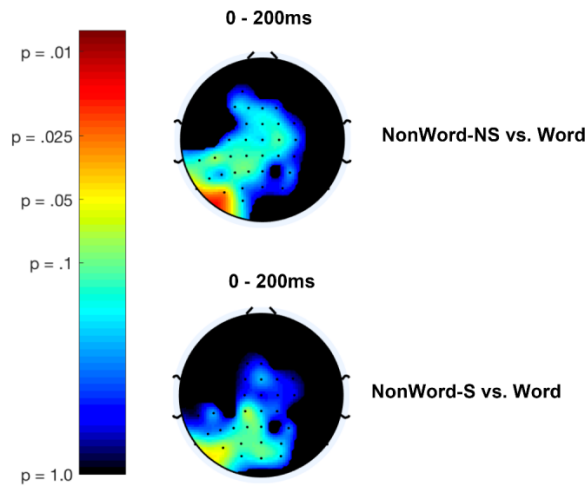 0 - 200ms
p = .01
p = .025
NonWord-NS vs. Word
p = .05
p = .1
0 - 200ms
NonWord-S vs. Word
p = 1.0